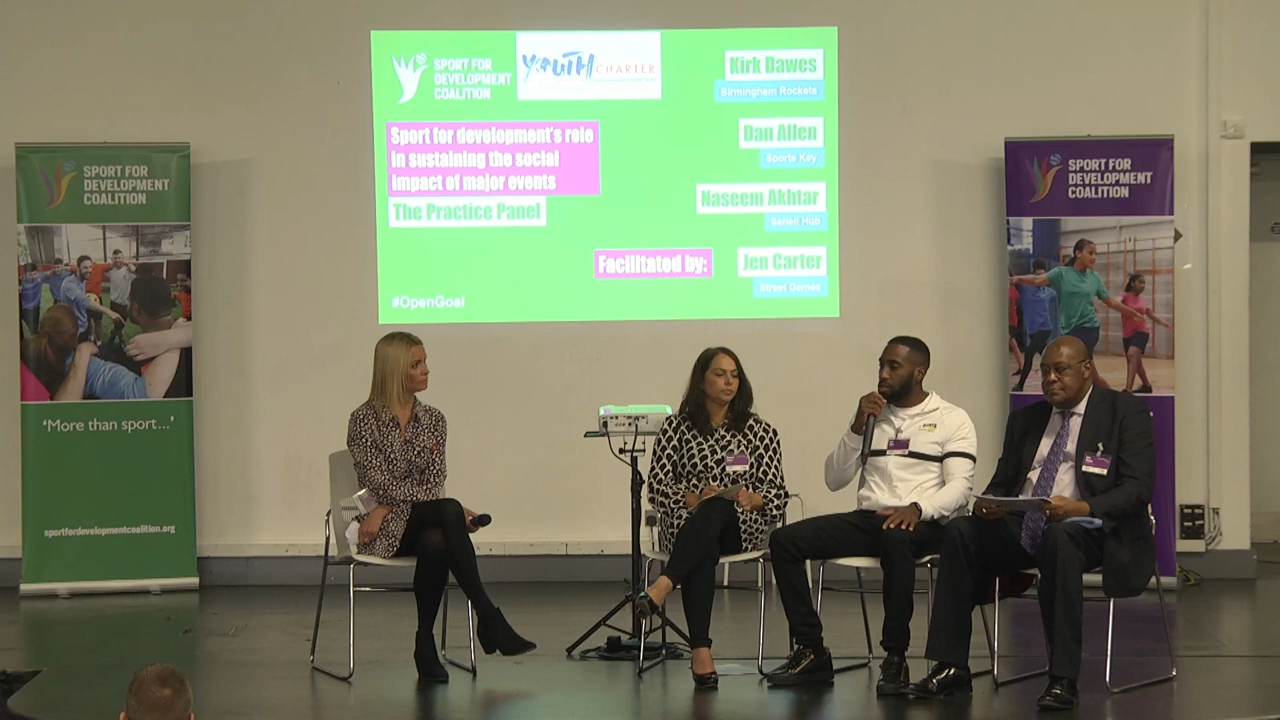 SPORT FOR
DEVELOPMENT
COALITION
YOUTH CHARTER
Sport for development's role
in sustaining the social
impact of major events
The Practice Panel
Kirk Dawes
Birmingham Rockets
Dan Allen
Sports Key
Naseem Akhtar
Saheli Hub
Facilitated by:
Jen Carter
Street Games
#OpenGoal
SPORT FOR
DEVELOPMENT
COALITION
'More than sport...'
sportfordevelopmentcoalition.org
SPORT FOR
DEVELOPMENT
COALITION